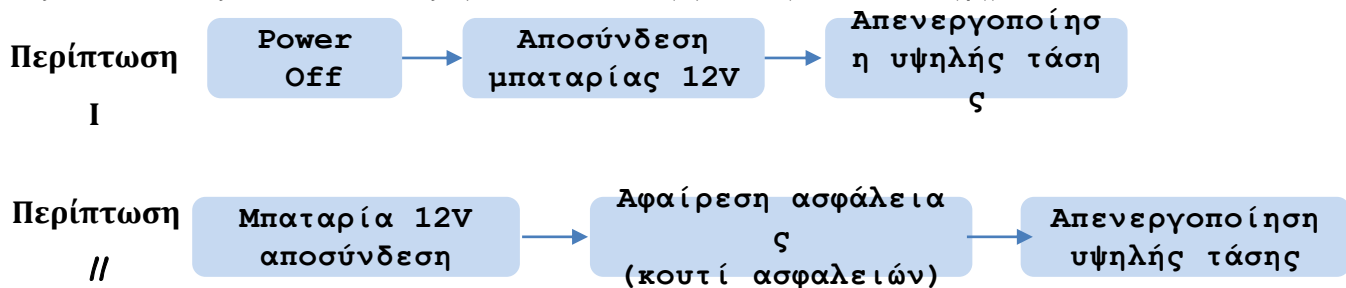 Περίπτωση
I
Power
Off
Αποσύνδεση
μπαταρίας 12V
Απενεργοποίησ
η υψηλής τάση
ς
Περίπτωση
II
Μπαταρία 12V
αποσύνδεση
Αφαίρεση ασφάλεια
ς
(κουτί ασφαλειών)
Απενεργοποίηση
υψηλής τάσης